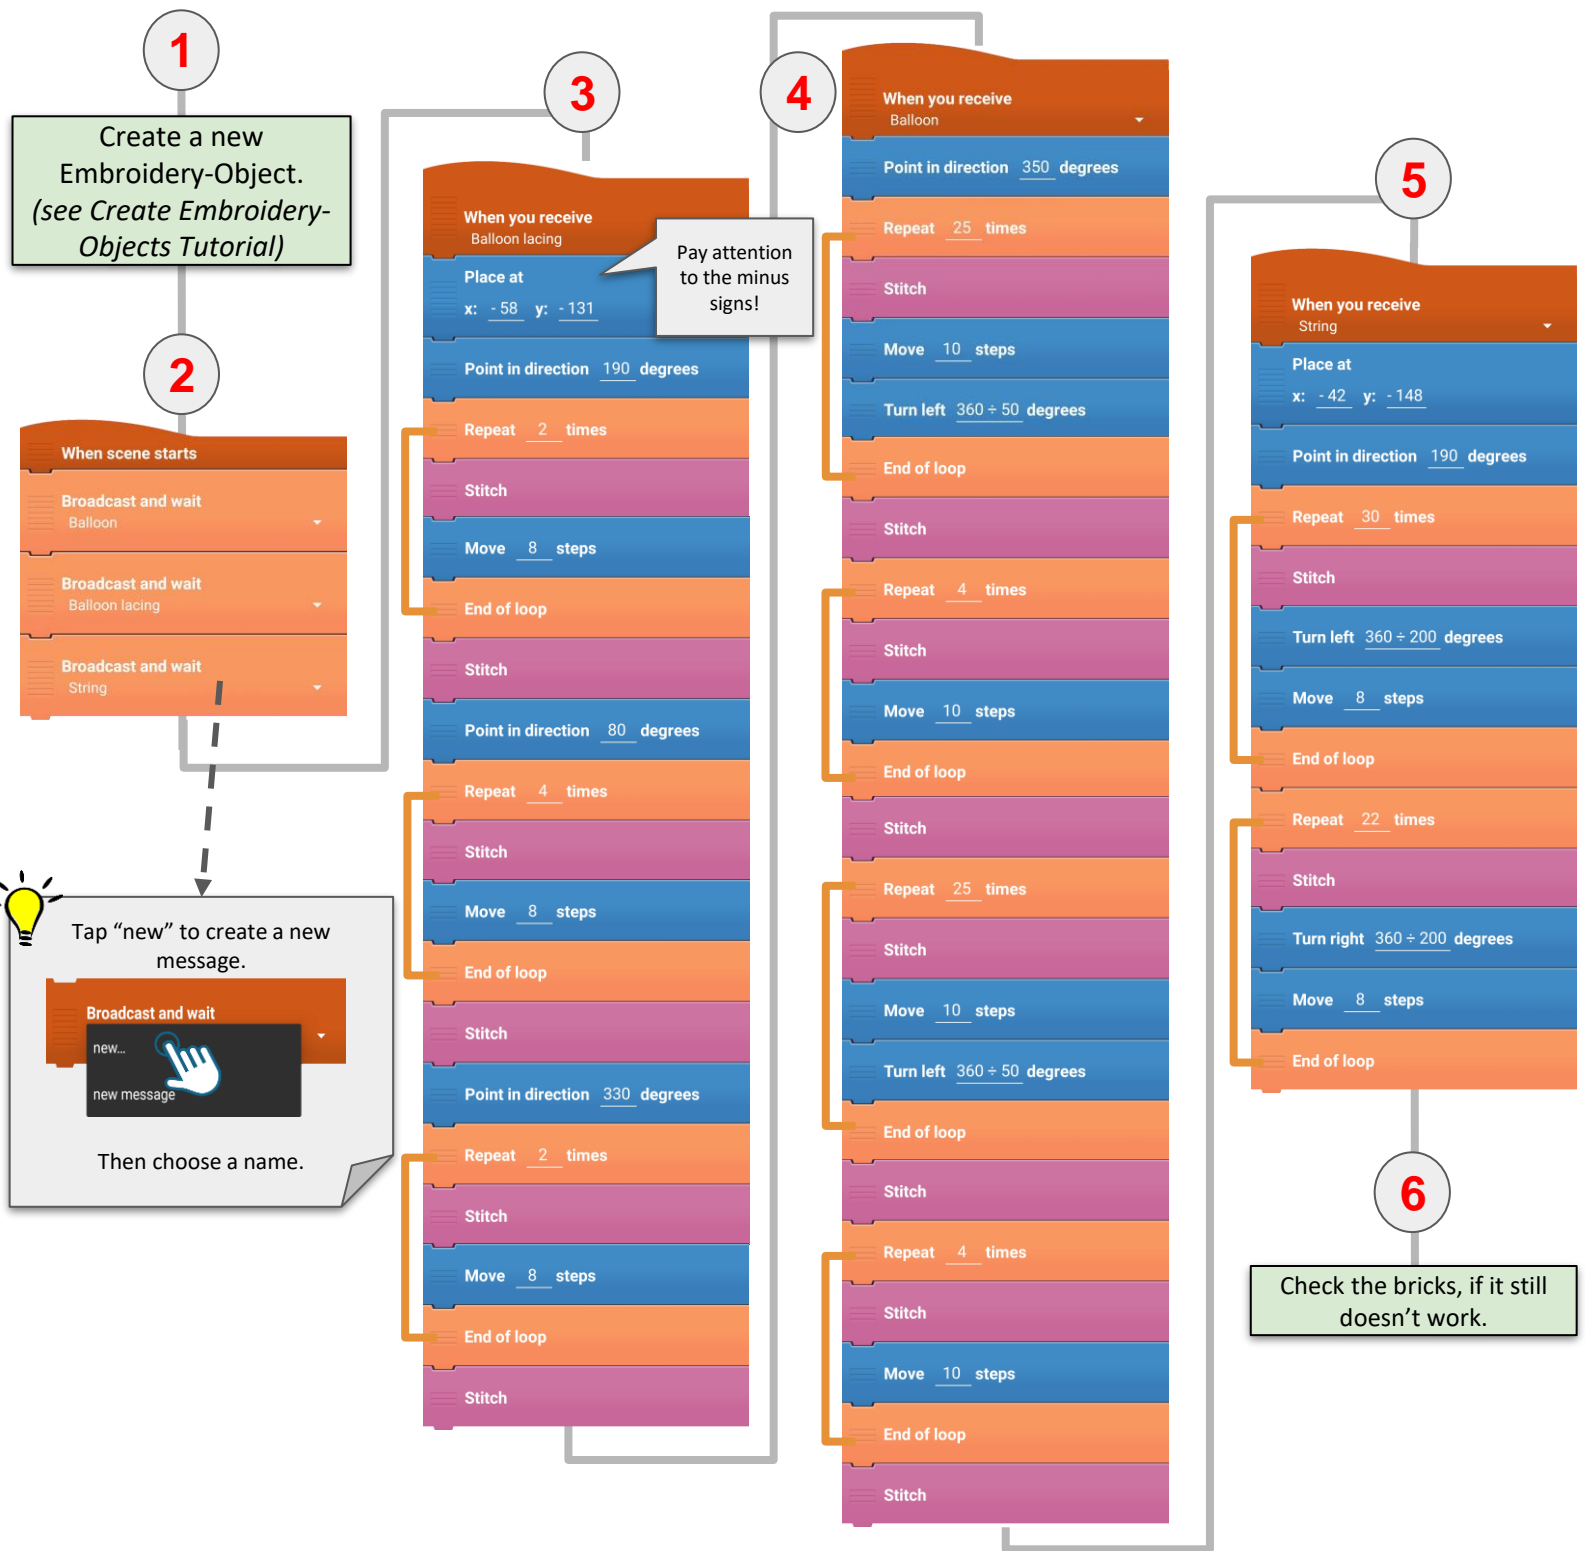 1
Create a new
Embroidery-Object.
(see Create Embroidery-
Objects Tutorial)
2
When scene starts
Broadcast and wait
Balloon
Broadcast and wait
Balloon lacing
Broadcast and wait
String
Tap “new” to create a new
message.
Broadcast and wait
new...
new message
Then choose a name.
3
When you receive
Balloon lacing
Pay attention
to the minus
signs!
Place at
x: - 58 y: - 131
Point in direction 190 degrees
Repeat 2 times
Stitch
Move 8 steps
End of loop
Stitch
Point in direction 80 degrees
Repeat 4 times
Stitch
Move 8 steps
End of loop
Stitch
Point in direction 330 degrees
Repeat 2 times
Stitch
Move 8 steps
End of loop
Stitch
4
When you receive
Balloon
Point in direction 350 degrees
Repeat 25 times
Stitch
Move 10 steps
Turn left 360 ÷ 50 degrees
End of loop
Stitch
Repeat 4 times
Stitch
Move 10 steps
End of loop
Stitch
Repeat 25 times
Stitch
Move 10 steps
Turn left 360 ÷ 50 degrees
End of loop
Stitch
Repeat 4 times
Stitch
Move 10 steps
End of loop
Stitch
5
When you receive
String
Place at
x: - 42 y: - 148
Point in direction 190 degrees
Repeat 30 times
Stitch
Turn left 360 ÷ 200 degrees
Move 8 steps
End of loop
Repeat 22 times
Stitch
Turn right 360 ÷ 200 degrees
Move 8 steps
End of loop
6
Check the bricks, if it still
doesn’t work.